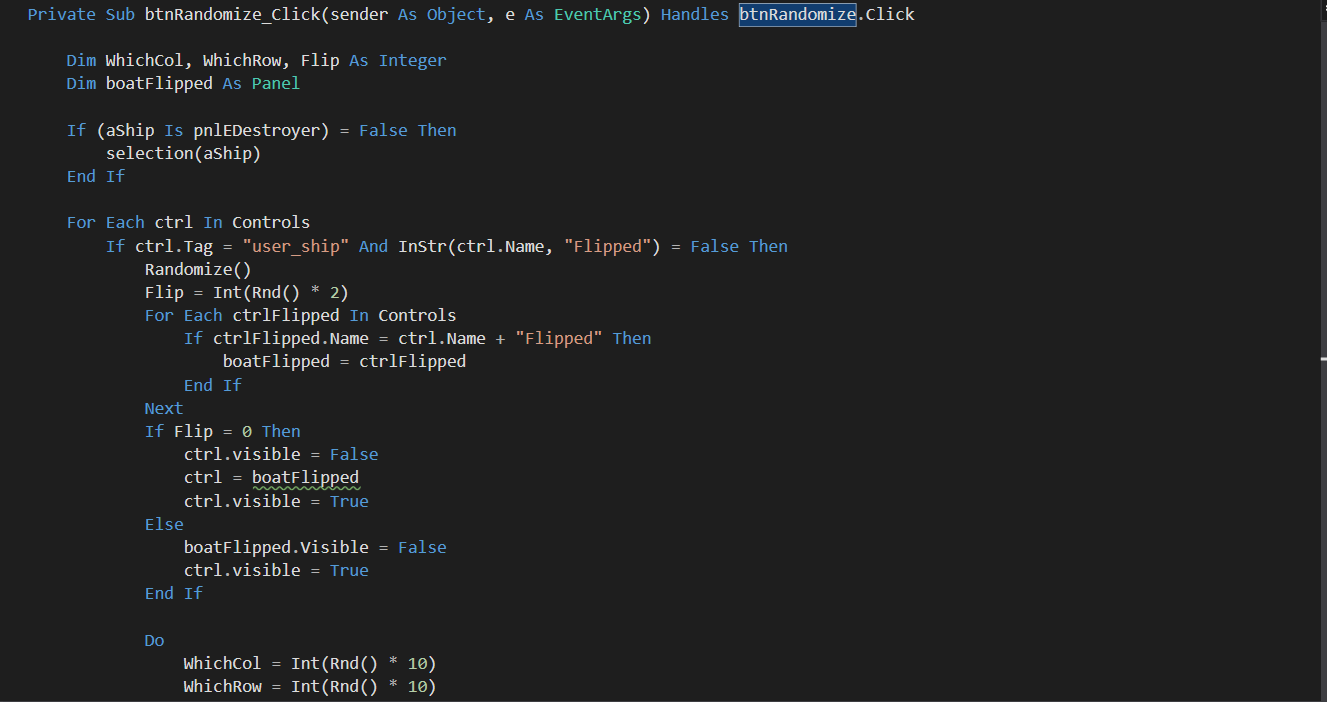 Private Sub btnRandomize_Click(sender As Object, e As EventArgs) Handles btnRandomize.Click
Dim WhichCol, WhichRow, Flip As Integer
Dim boatFlipped As Panel
If (aShip Is pnlEDestroyer) = False Then
selection(aShip)
End If
For Each ctrl In Controls
If ctrl.Tag = "user_ship" And InStr(ctrl.Name, "Flipped") = False Then
Randomize()
Flip = Int(Rnd() * 2)
For Each ctrlFlipped In Controls
If ctrlFlipped.Name = ctrl.Name + "Flipped" Then
boatFlipped = ctrlFlipped
End If
Next
If Flip = 0 Then
ctrl.visible = False
ctrl = boatFlipped
ctrl.visible = True
Else
boatFlipped.Visible = False
ctrl.visible = True
End If
Do
WhichCol = Int(Rnd() * 10)
WhichRow = Int(Rnd() * 10)